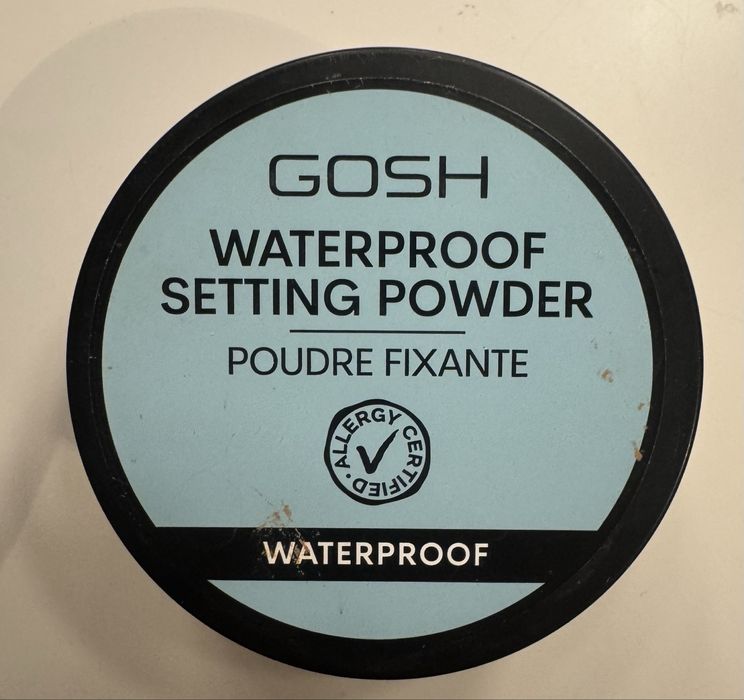 GOSH
WATERPROOF
SETTING POWDER
POUDRE FIXANTE
ALLERGY CERTIFIED ·
WATERPROOF